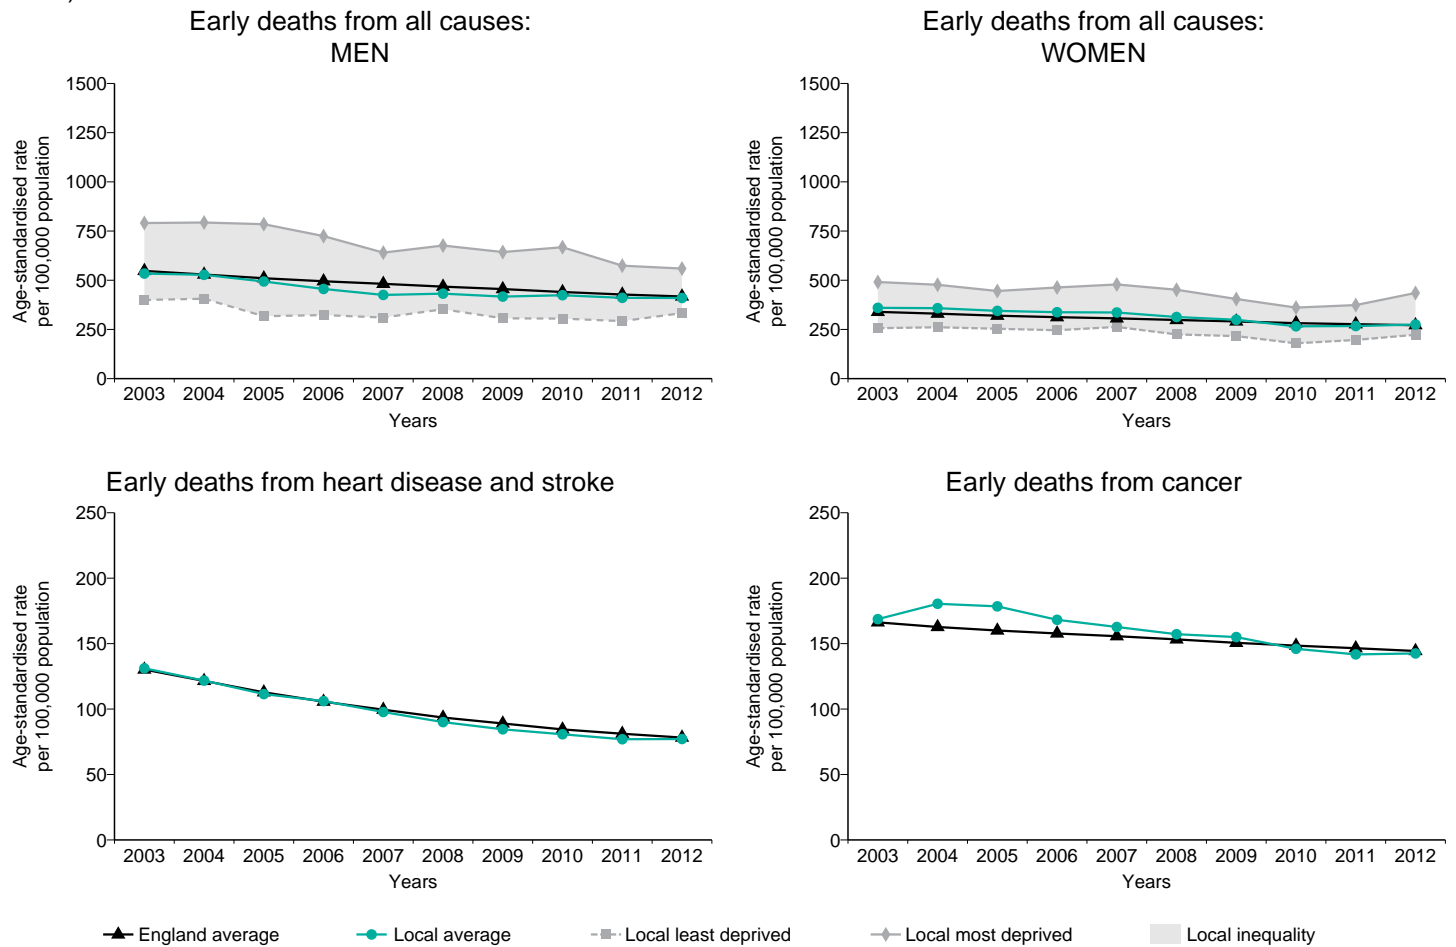 Early deaths from all causes:
MEN
Age-standardised rate
per 100,000 population
1500
1250
1000
750
500
250
0
2003 2004 2005 2006 2007 2008 2009 2010 2011 2012
Years
Early deaths from all causes:
WOMEN
Age-standardised rate
per 100,000 population
1500
1250
1000
750
500
250
0
2003 2004 2005 2006 2007 2008 2009 2010 2011 2012
Years
Early deaths from heart disease and stroke
Age-standardised rate
per 100,000 population
250
200
150
100
50
0
2003 2004 2005 2006 2007 2008 2009 2010 2011 2012
Years
Early deaths from cancer
Age-standardised rate
per 100,000 population
250
200
150
100
50
0
2003 2004 2005 2006 2007 2008 2009 2010 2011 2012
Years
England average Local average Local least deprived Local most deprived Local inequality